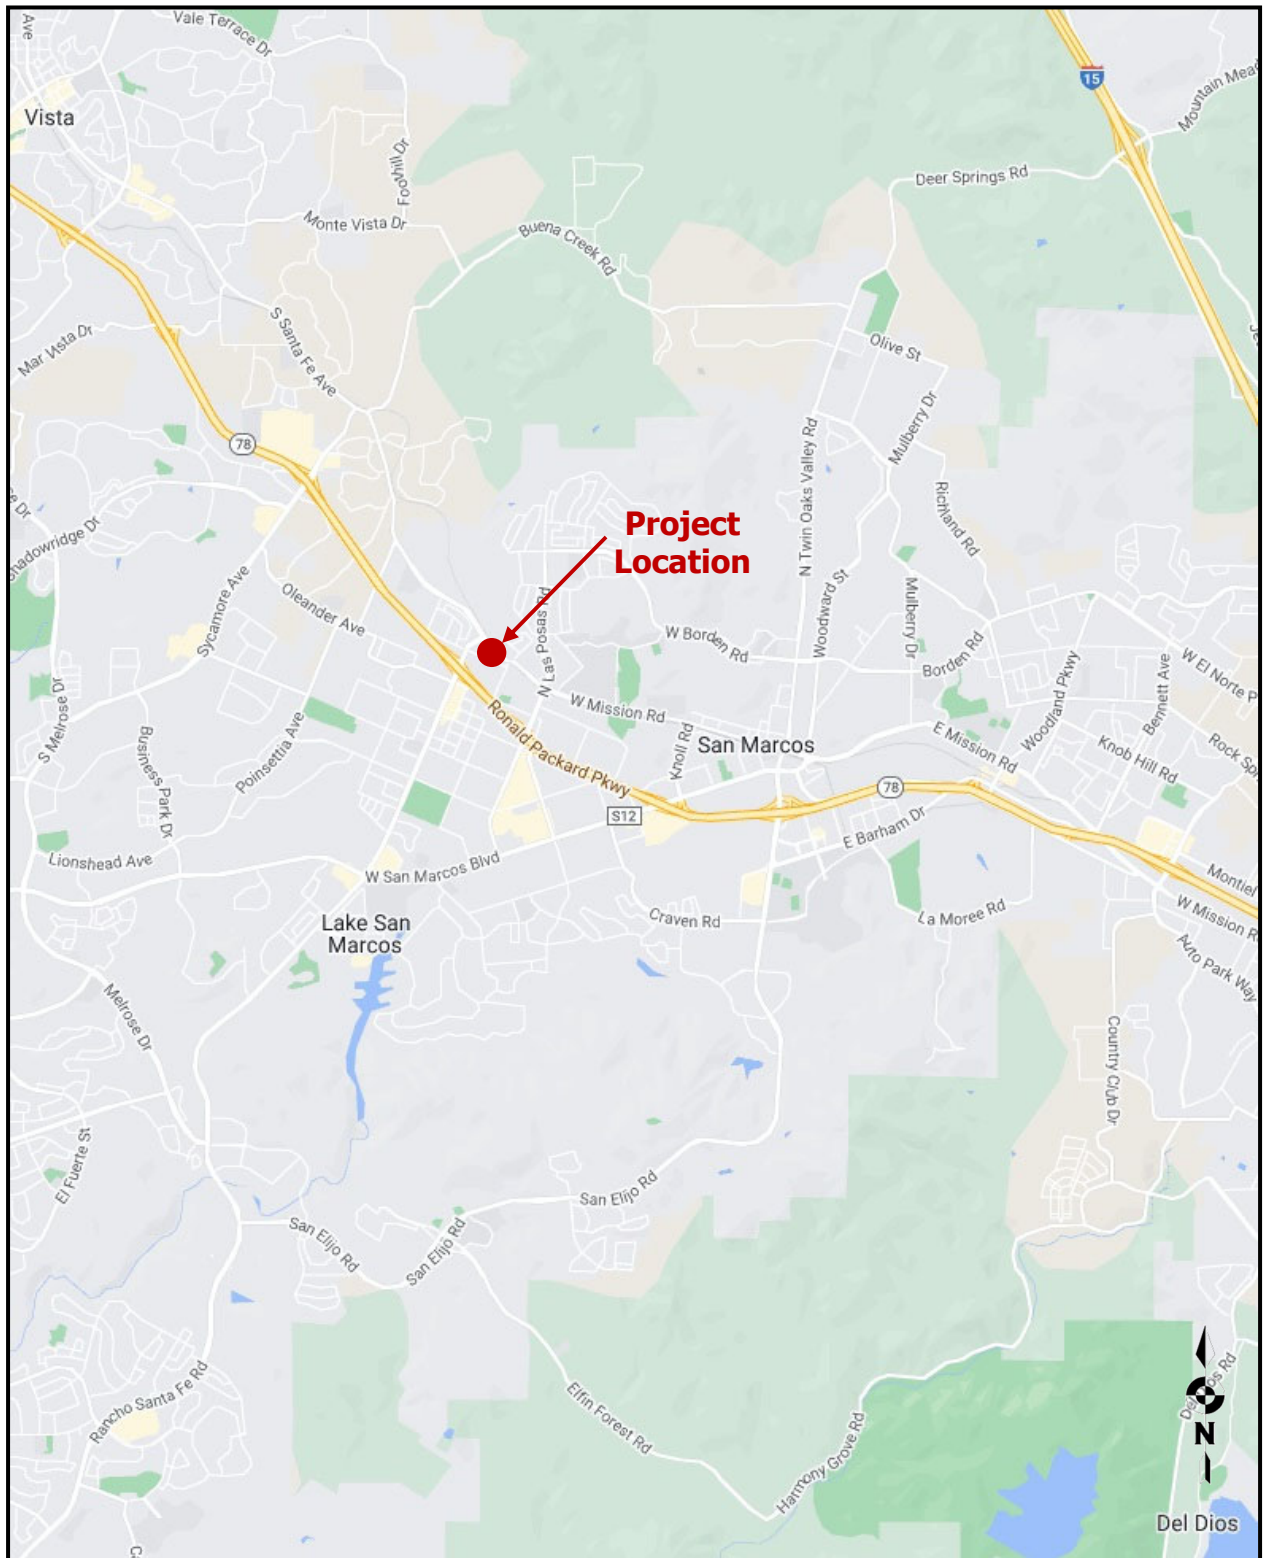 Ave
Vale Terrace Dr
15
Mountain Mead
Vista
Foothill Dr
Deer Springs Rd
Monte Vista Dr
Buena Creek Rd
S Santa Fe Ave
Mar Vista Dr
Olive St
78
Mulberry Dr
N Twin Oaks Valley Rd
Richland Rd
Project
Location
hadowridge Dr
Sycamore Ave
Oleander Ave
N Las Posas Rd
Woodward St
Mulberry Dr
W Borden Rd
Borden Rd
W El Norte P
S Melrose Dr
Business Park Dr
Poinsettia Ave
W Mission Rd
Ronald Packard Pkwy
Knoll Rd
San Marcos
E Mission Rd
Woodland Pkwy
Bennett Ave
Knob Hill Rd
Rock Sp
78
S12
E Barham Dr
Lionshead Ave
W San Marcos Blvd
Montiel
Lake San
Marcos
Craven Rd
La Moree Rd
W Mission R
Auto Park Way
Melrose Dr
Country Club Dr
El Fuerte St
San Elijo Rd
San Elijo Rd
San Elijo Rd
Rancho Santa Fe Rd
Elfin Forest Rd
Harmony Grove Rd
Del Dios Rd
N
Del Dios